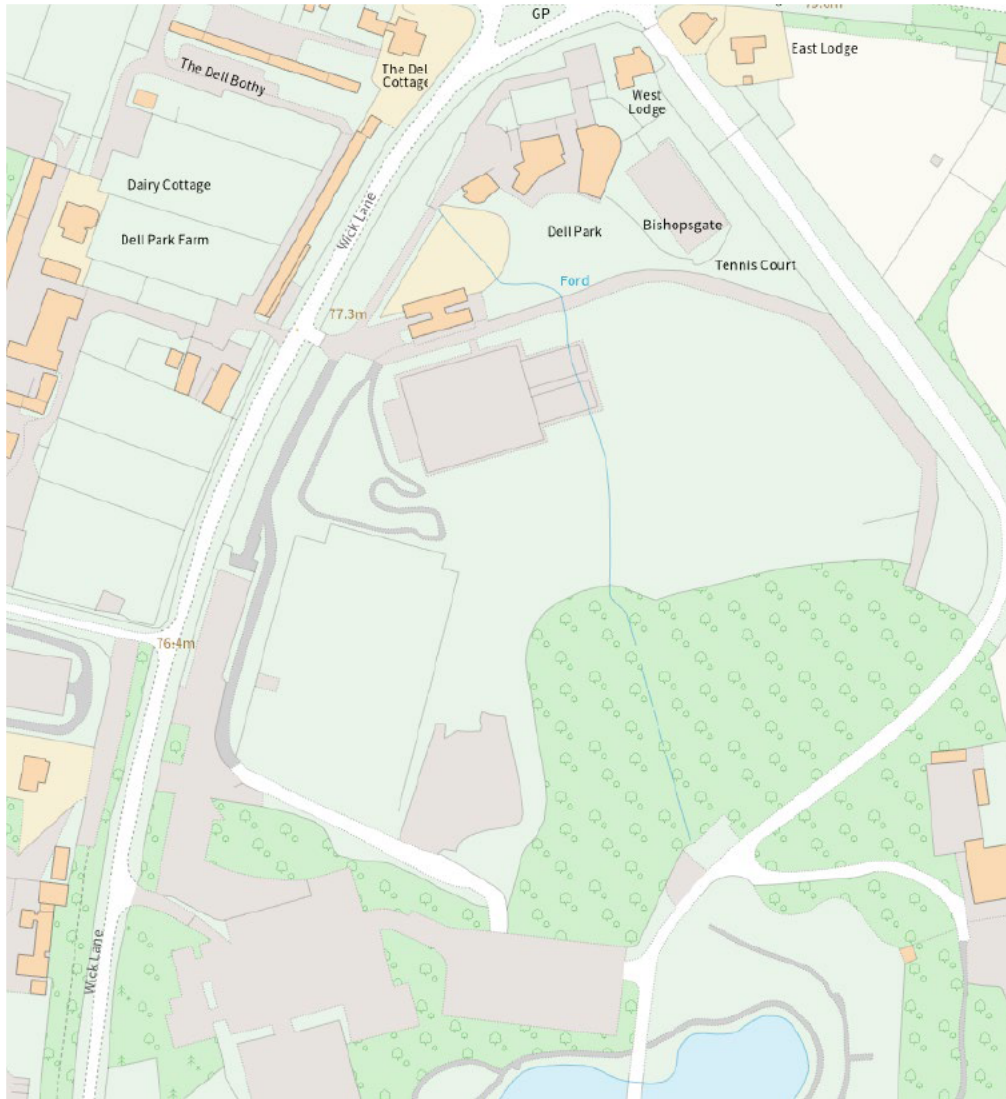 GP
East Lodge
The Del
Cottage
The Dell Bothy
West
Lodge
Dairy Cottage
Wick Lane
Dell Park Farm
Dell Park
Bishopsgate
Tennis Court
Ford
77.3m
76.4m
Wick Lane